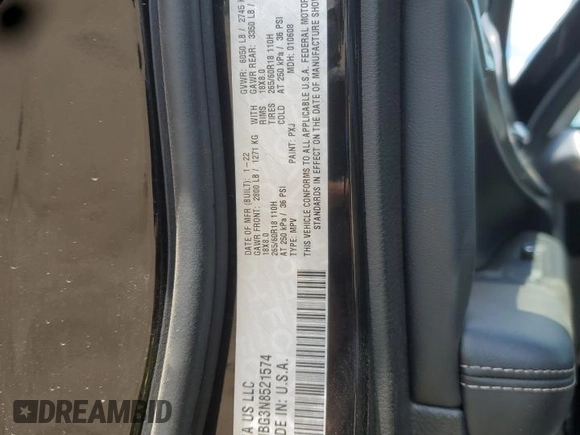 A US LLC
DATE OF MFR (BUILT): 1-22
GVWR: 6050 LB / 2745
GAWR FRONT: 2800 LB / 1271 KG
WITH
GAWR REAR: 3350 LB /
18X8.0
RIMS
18X8.0
265/60R18 110H
TIRES
265/60R18 110H
AT 250 kPa / 36 PSI
COLD
AT 250 kPa / 36 PSI
TYPE: MPV
PAINT: PXJ
MDH: 010608
THIS VEHICLE CONFORMS TO ALL APPLICABLE U.S.A. FEDERAL MOTOR
STANDARDS IN EFFECT ON THE DATE OF MANUFACTURE SHOW
BG3N8521574
DE IN: U.S.A.
AUTOBIDCAR